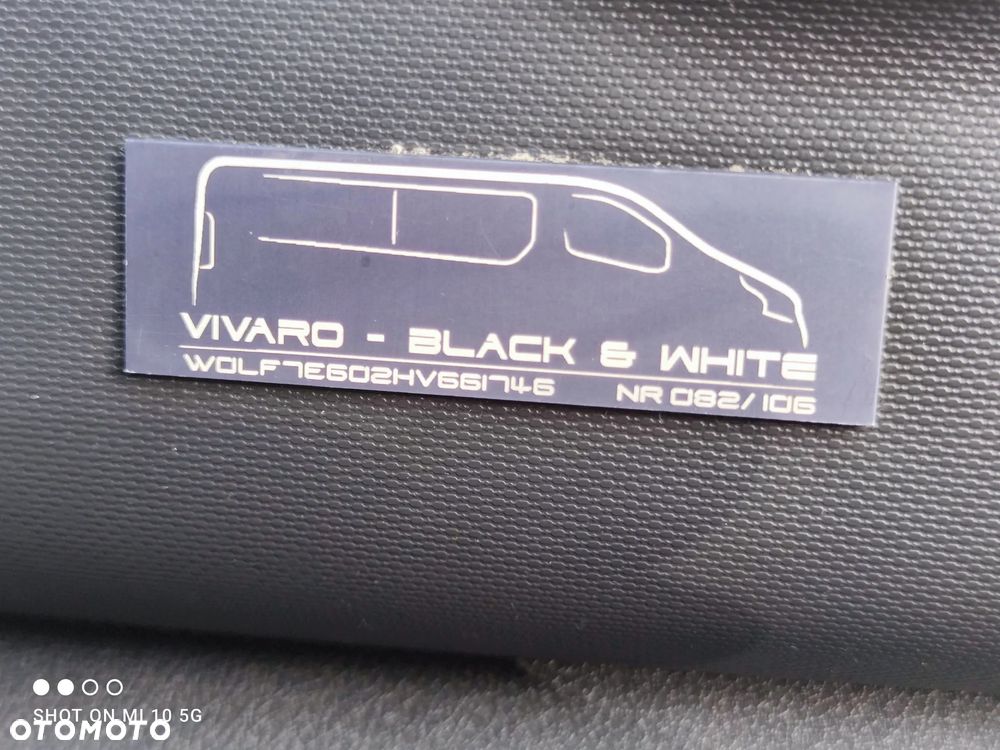 VIVARO - BLACK & WHITE
W0LF7E602HV661746 NR 082/106
SHOT ON MI 10 5G
OTOMOTO